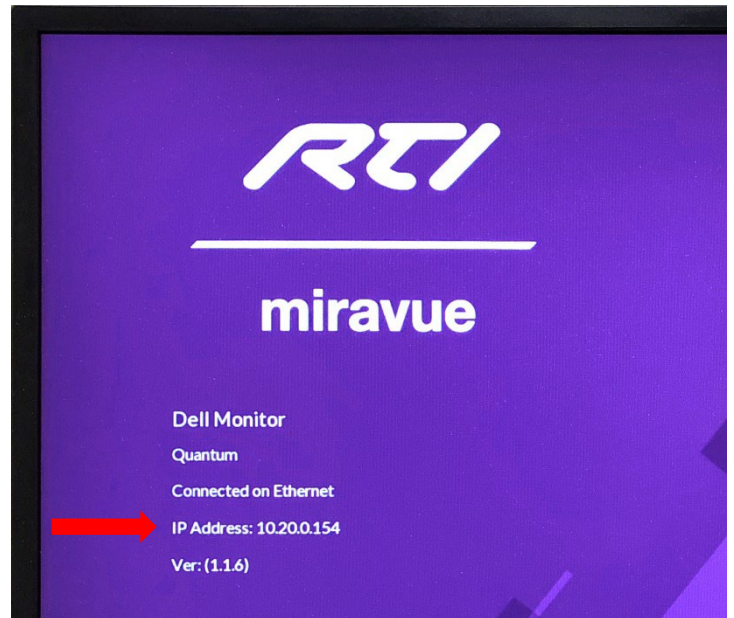 RTI
miravue
Dell Monitor
Quantum
Connected on Ethernet
IP Address: 10.20.0.154
Ver: (1.1.6)